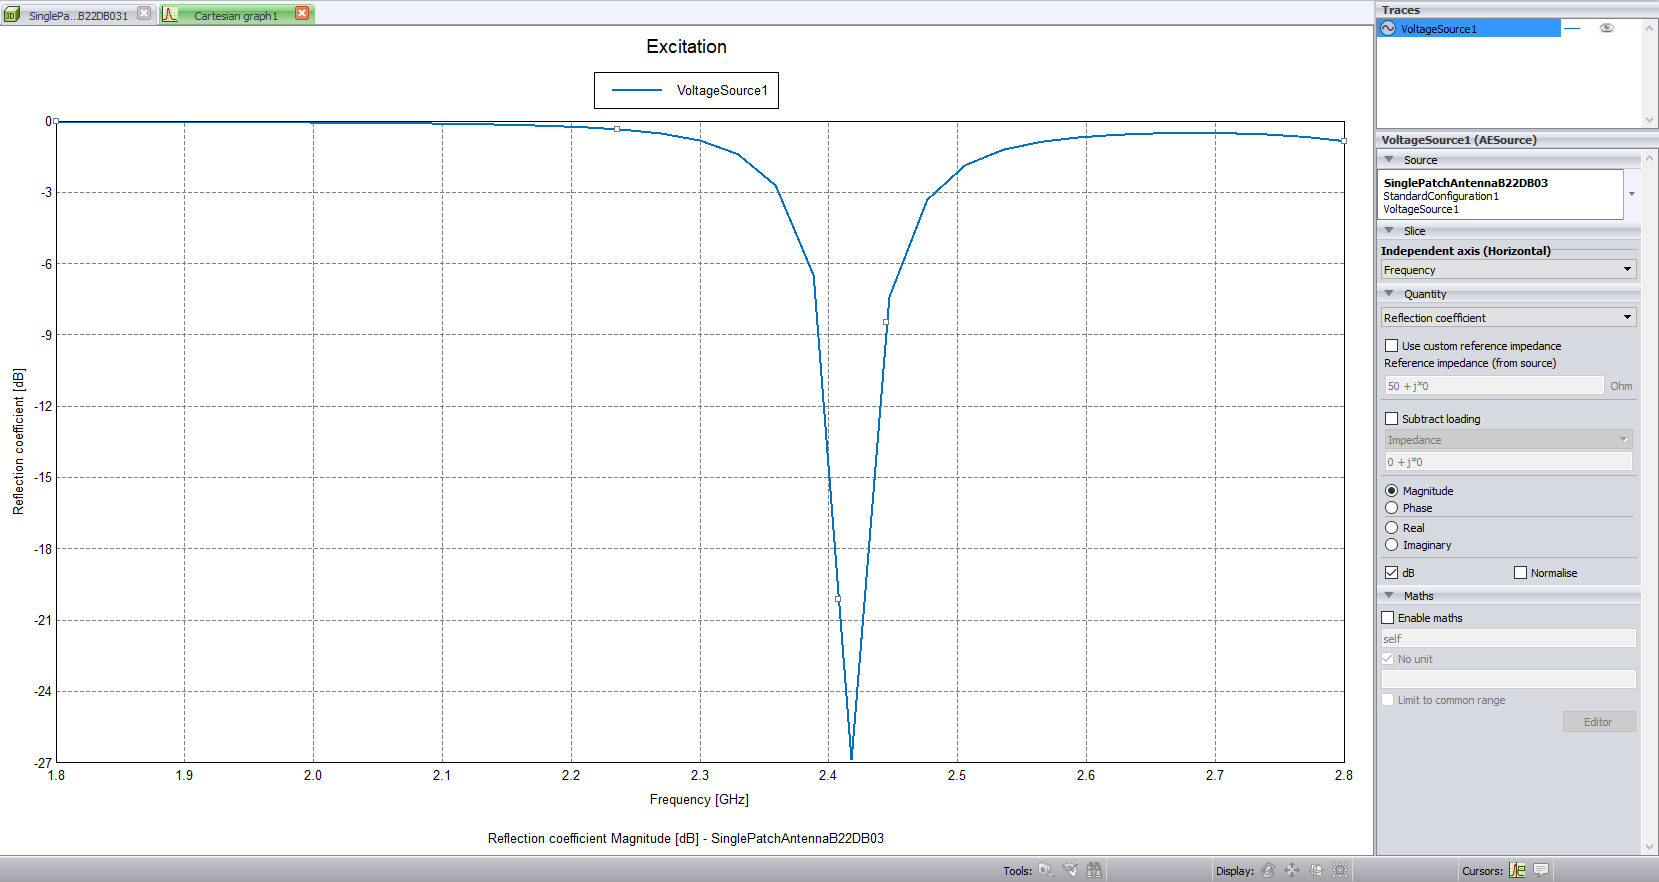 SinglePa...B22DB031
Cartesian graph1
Excitation
VoltageSource1
0
-3
-6
-9
-12
-15
-18
-21
-24
-27
Reflection coefficient [dB]
1.8 1.9 2.0 2.1 2.2 2.3 2.4 2.5 2.6 2.7 2.8
Frequency [GHz]
Reflection coefficient Magnitude [dB] - SinglePatchAntennaB22DB03
Traces
VoltageSource1
VoltageSource1 (AESource)
Source
SinglePatchAntennaB22DB03
StandardConfiguration1
VoltageSource1
Slice
Independent axis (Horizontal)
Frequency
Quantity
Reflection coefficient
Use custom reference impedance
Reference impedance (from source)
50 + j*0 Ohm
Subtract loading
Impedance
0 + j*0
Magnitude
Phase
Real
Imaginary
dB Normalise
Maths
Enable maths
self
No unit
Limit to common range
Editor
Tools: Display: Cursors: